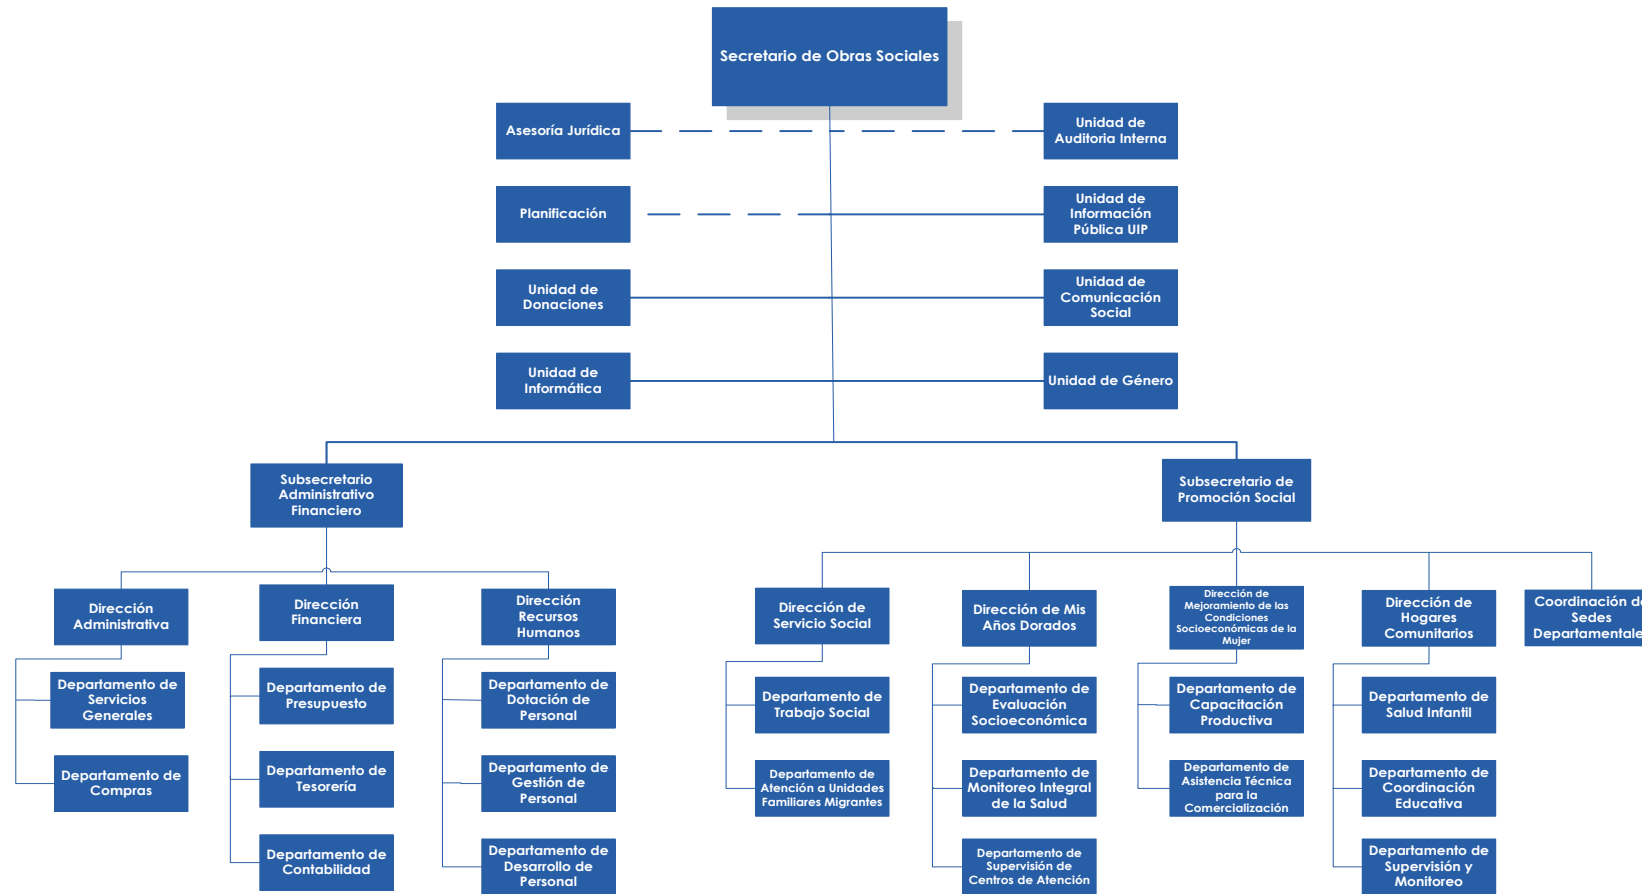 Secretario de Obras Sociales
Asesoría Jurídica
Unidad de
Auditoria Interna
Planificación
Unidad de
Información
Pública UIP
Unidad de
Donaciones
Unidad de
Comunicación
Social
Unidad de
Informática
Unidad de Género
Subsecretario
Administrativo
Financiero
Subsecretario de
Promoción Social
Dirección
Administrativa
Dirección
Financiera
Dirección
Recursos
Humanos
Dirección de
Servicio Social
Dirección de Mis
Años Dorados
Dirección de
Mejoramiento de las
Condiciones
Socioeconómicas de la
Mujer
Dirección de
Hogares
Comunitarios
Coordinación de
Sedes
Departamentale
Departamento de
Servicios
Generales
Departamento de
Presupuesto
Departamento de
Dotación de
Personal
Departamento de
Trabajo Social
Departamento de
Evaluación
Socioeconómica
Departamento de
Capacitación
Productiva
Departamento de
Salud Infantil
Departamento de
Compras
Departamento de
Tesorería
Departamento de
Gestión de
Personal
Departamento de
Atención a Unidades
Familiares Migrantes
Departamento de
Monitoreo Integral
de la Salud
Departamento de
Asistencia Técnica
para la
Comercialización
Departamento de
Coordinación
Educativa
Departamento de
Contabilidad
Departamento de
Desarrollo de
Personal
Departamento de
Supervisión de
Centros de Atención
Departamento de
Supervisión y
Monitoreo